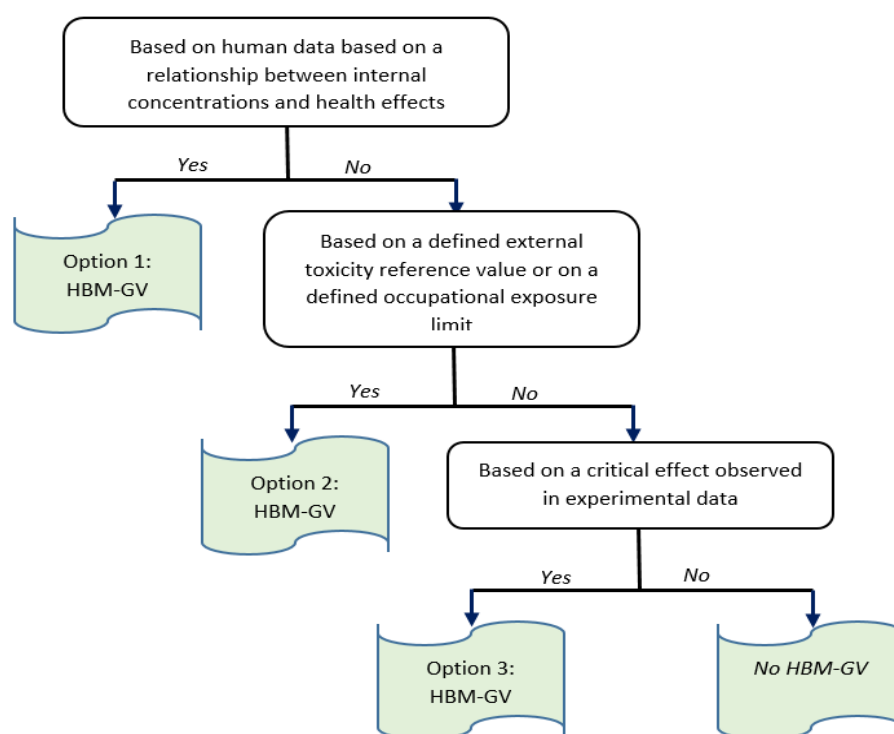 Based on human data based on a
relationship between internal
concentrations and health effects
Yes
No
Option 1:
HBM-GV
Based on a defined external
toxicity reference value or on a
defined occupational exposure
limit
Yes
No
Option 2:
HBM-GV
Based on a critical effect observed
in experimental data
Yes
No
Option 3:
HBM-GV
No HBM-GV